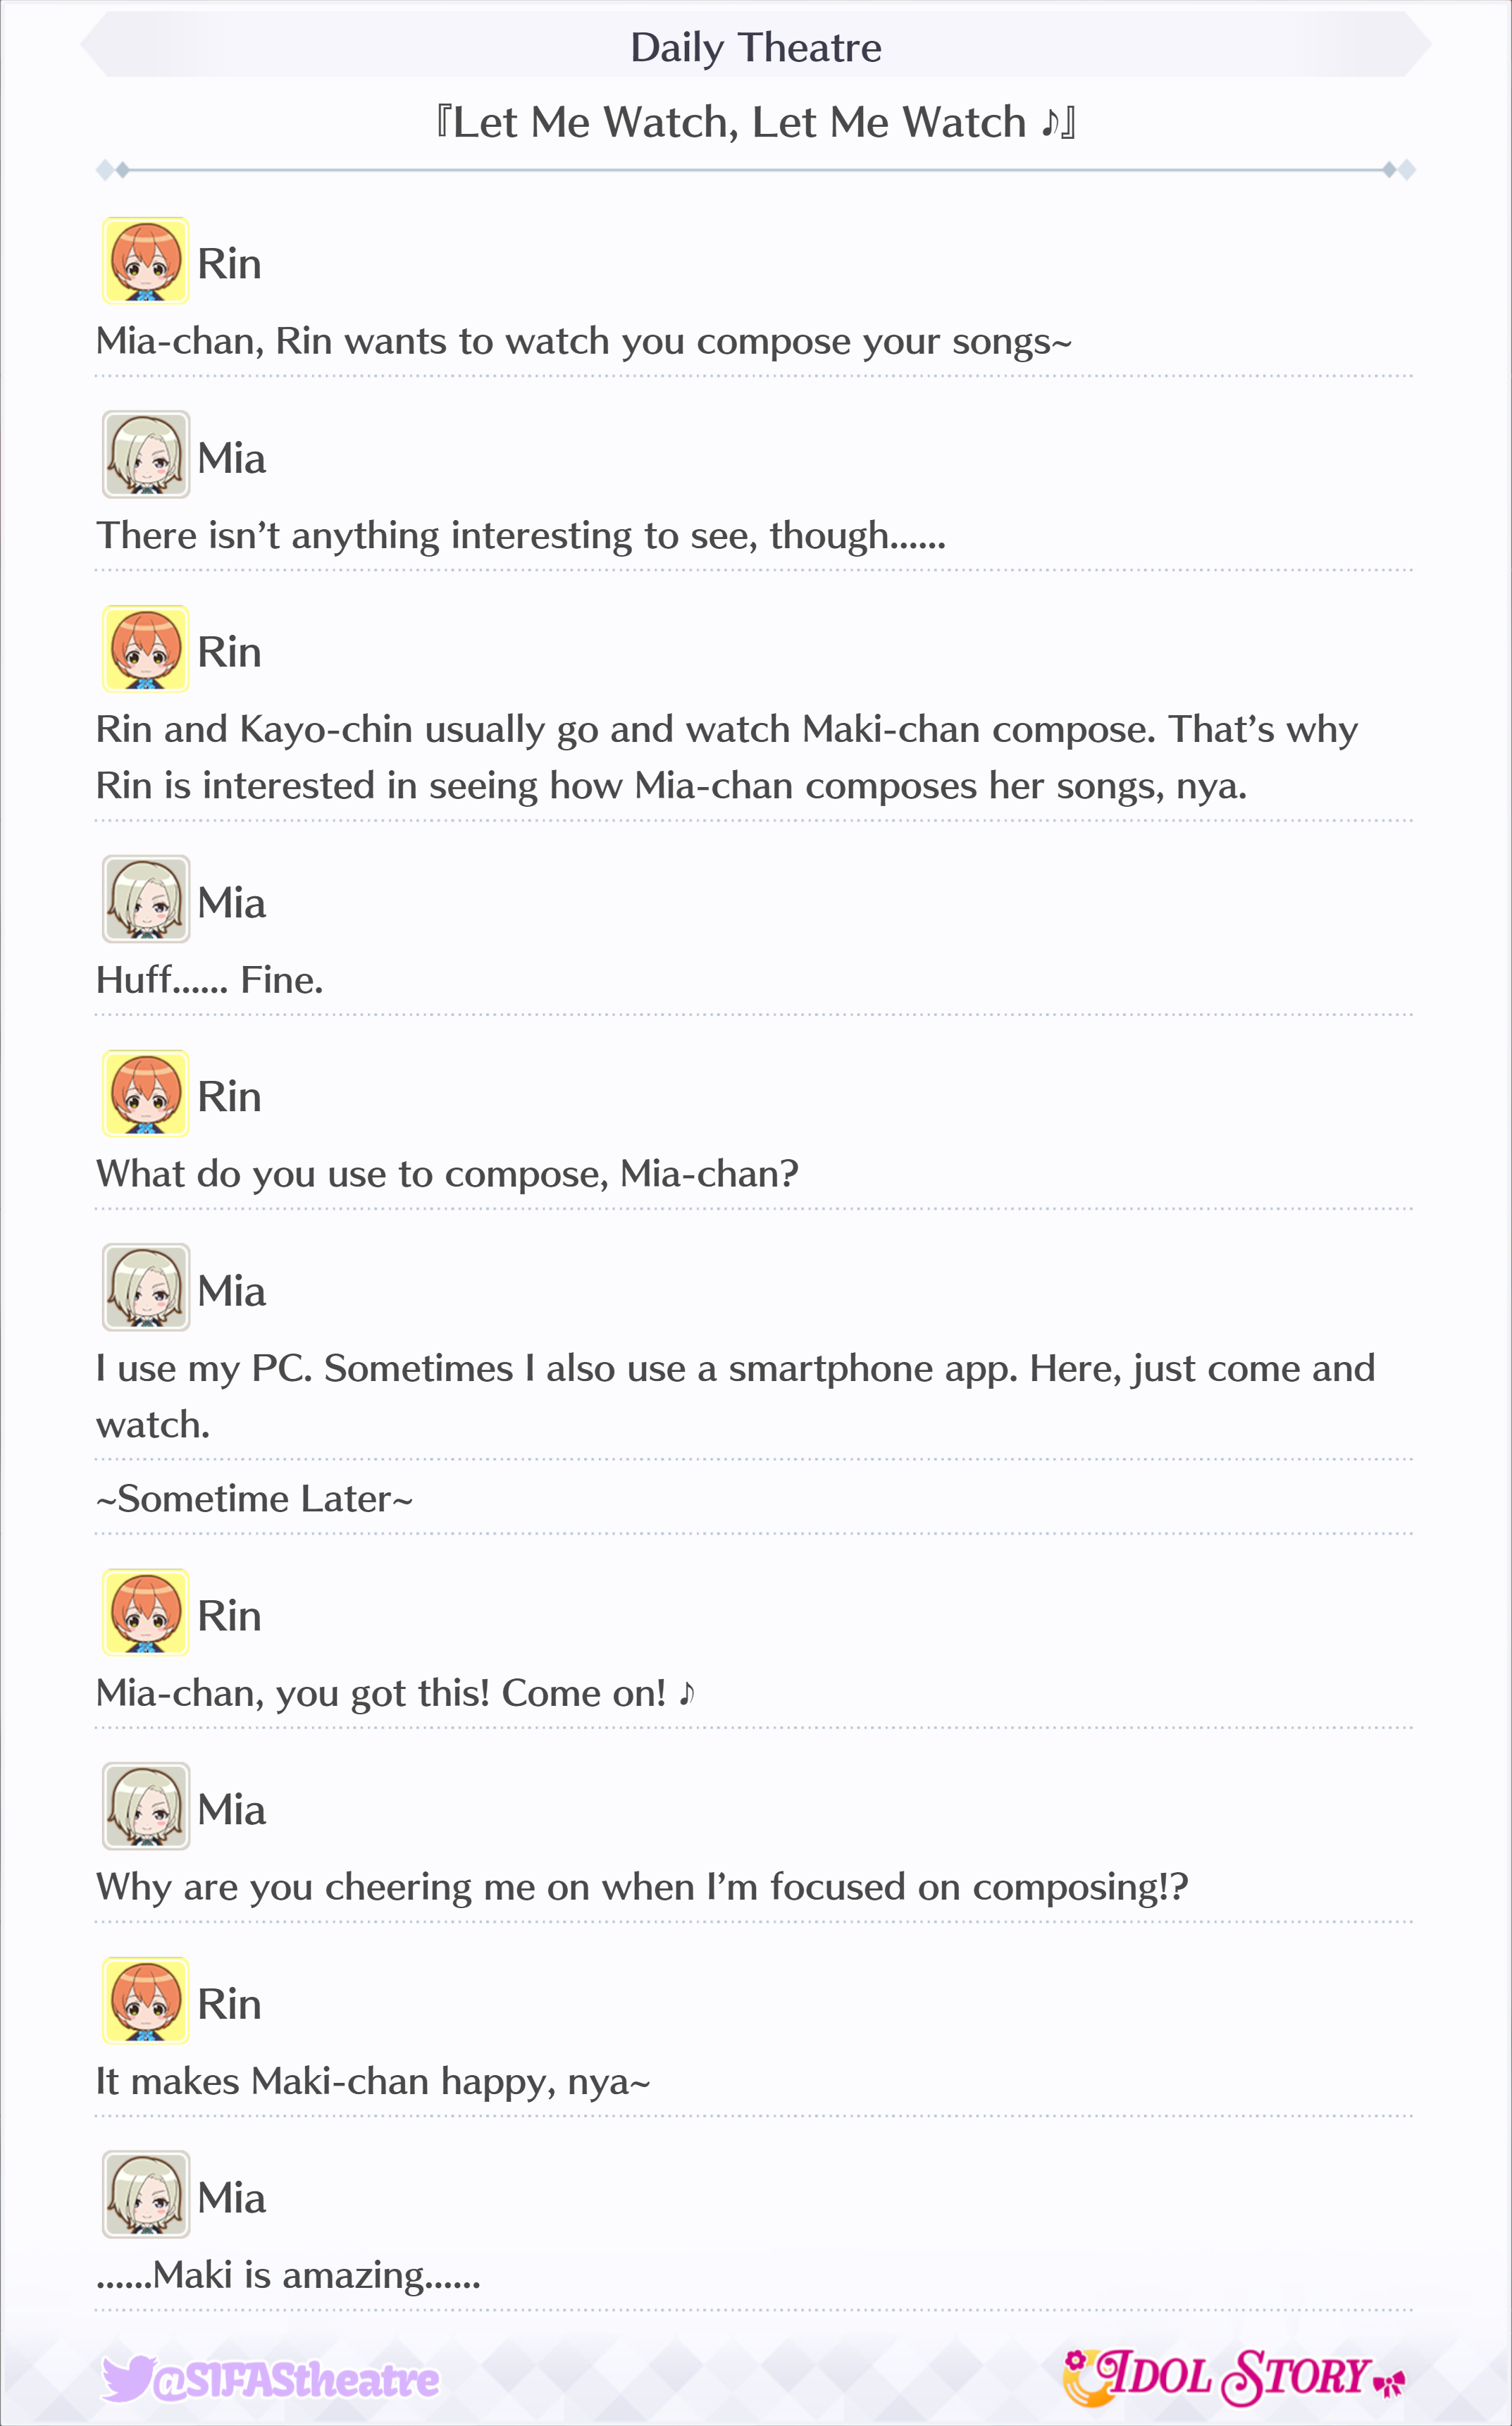 Daily Theatre
『Let Me Watch, Let Me Watch ♪』
Rin
Mia-chan, Rin wants to watch you compose your songs~
Mia
There isn’t anything interesting to see, though......
Rin
Rin and Kayo-chin usually go and watch Maki-chan compose. That’s why
Rin is interested in seeing how Mia-chan composes her songs, nya.
Mia
Huff...... Fine.
Rin
What do you use to compose, Mia-chan?
Mia
I use my PC. Sometimes I also use a smartphone app. Here, just come and
watch.
~Sometime Later~
Rin
Mia-chan, you got this! Come on! ♪
Mia
Why are you cheering me on when I’m focused on composing!?
Rin
It makes Maki-chan happy, nya~
Mia
......Maki is amazing......
@SIFAStheatre
IDOL STORY